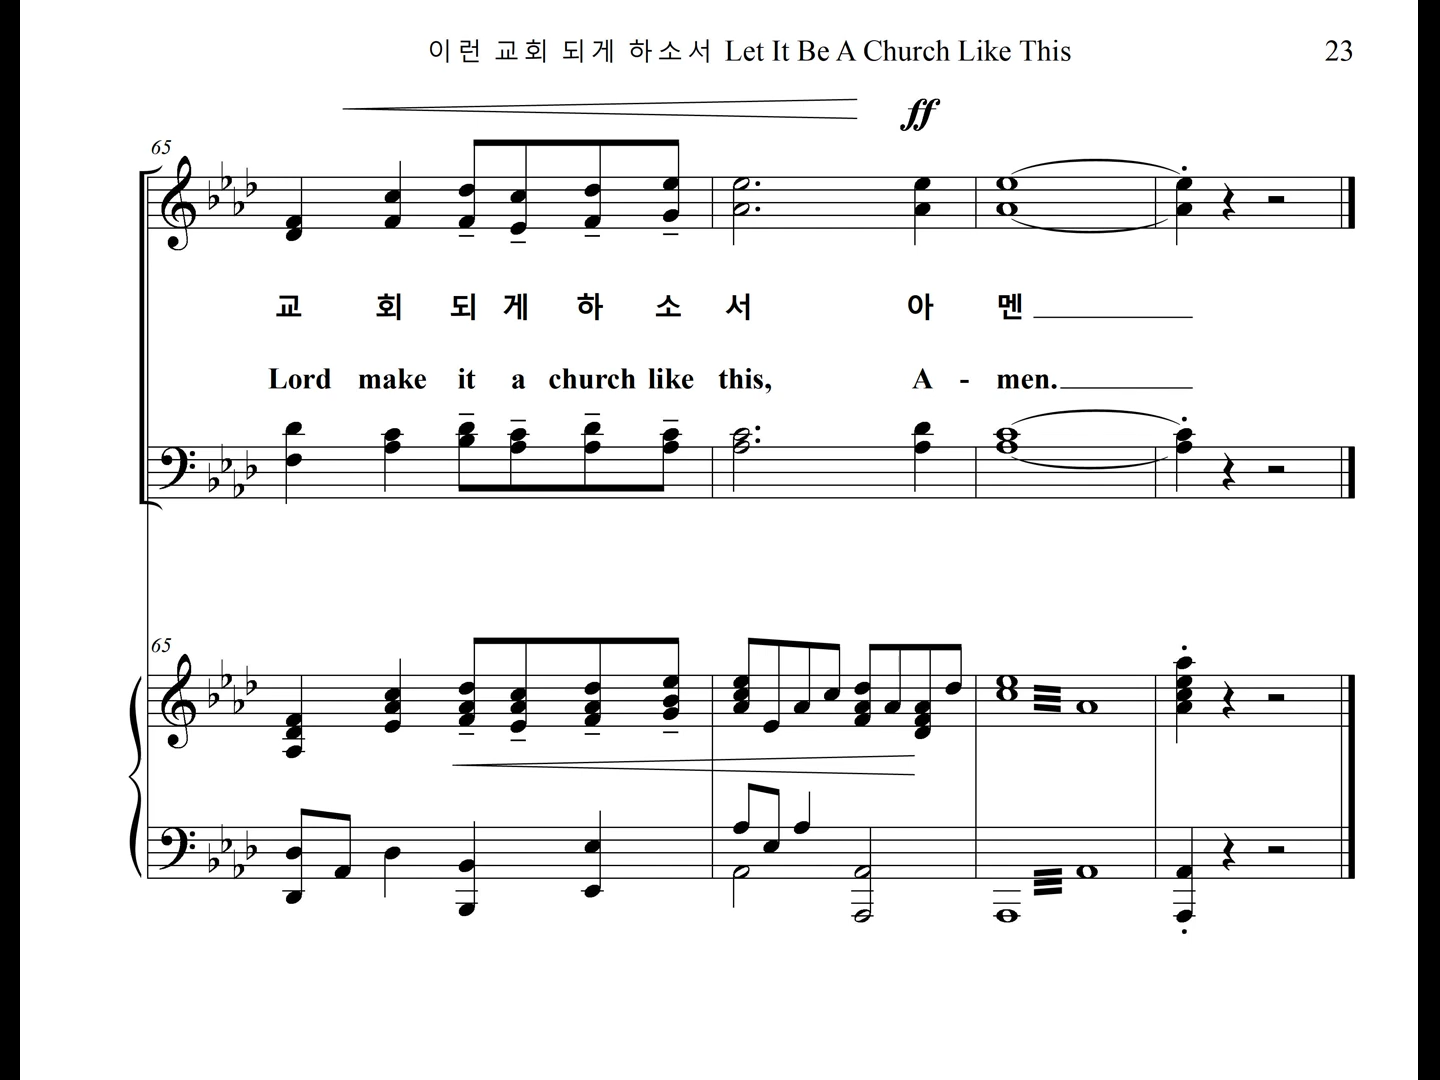 이런 교회 되게 하소서 Let It Be A Church Like This 23
ff
65
교 회 되 게 하 소 서 아 멘
Lord make it a church like this, A - men.
65